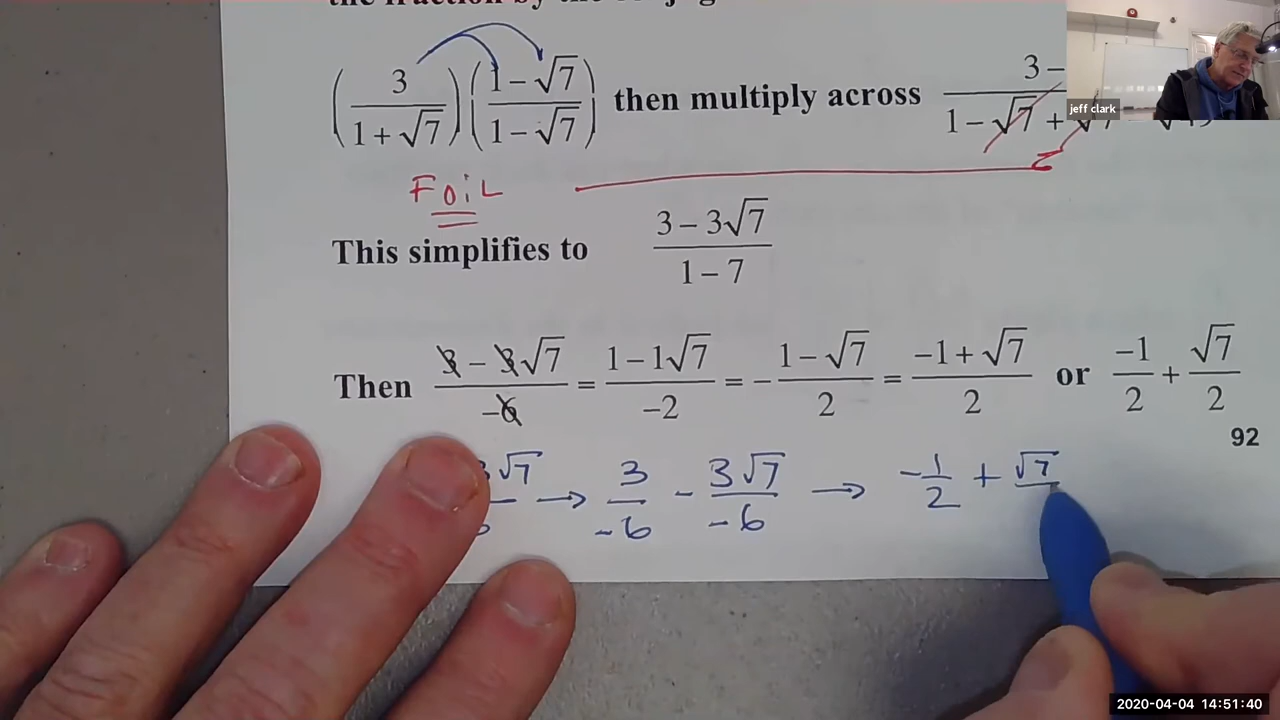 (3/(1 + √7))((1 − √7)/(1 − √7)) then multiply across (3 −)/(1 − √7 + √7
jeff clark
FOiL
This simplifies to (3 − 3√7)/(1 − 7)
Then (3 − 3√7)/(−6) = (1 − 1√7)/(−2) = −(1 − √7)/2 = (−1 + √7)/2 or (−1)/2 + √7/2
92
3√7 → 3/(−6) − (3√7)/(−6) → −1/2 + √7
2020-04-04 14:51:40